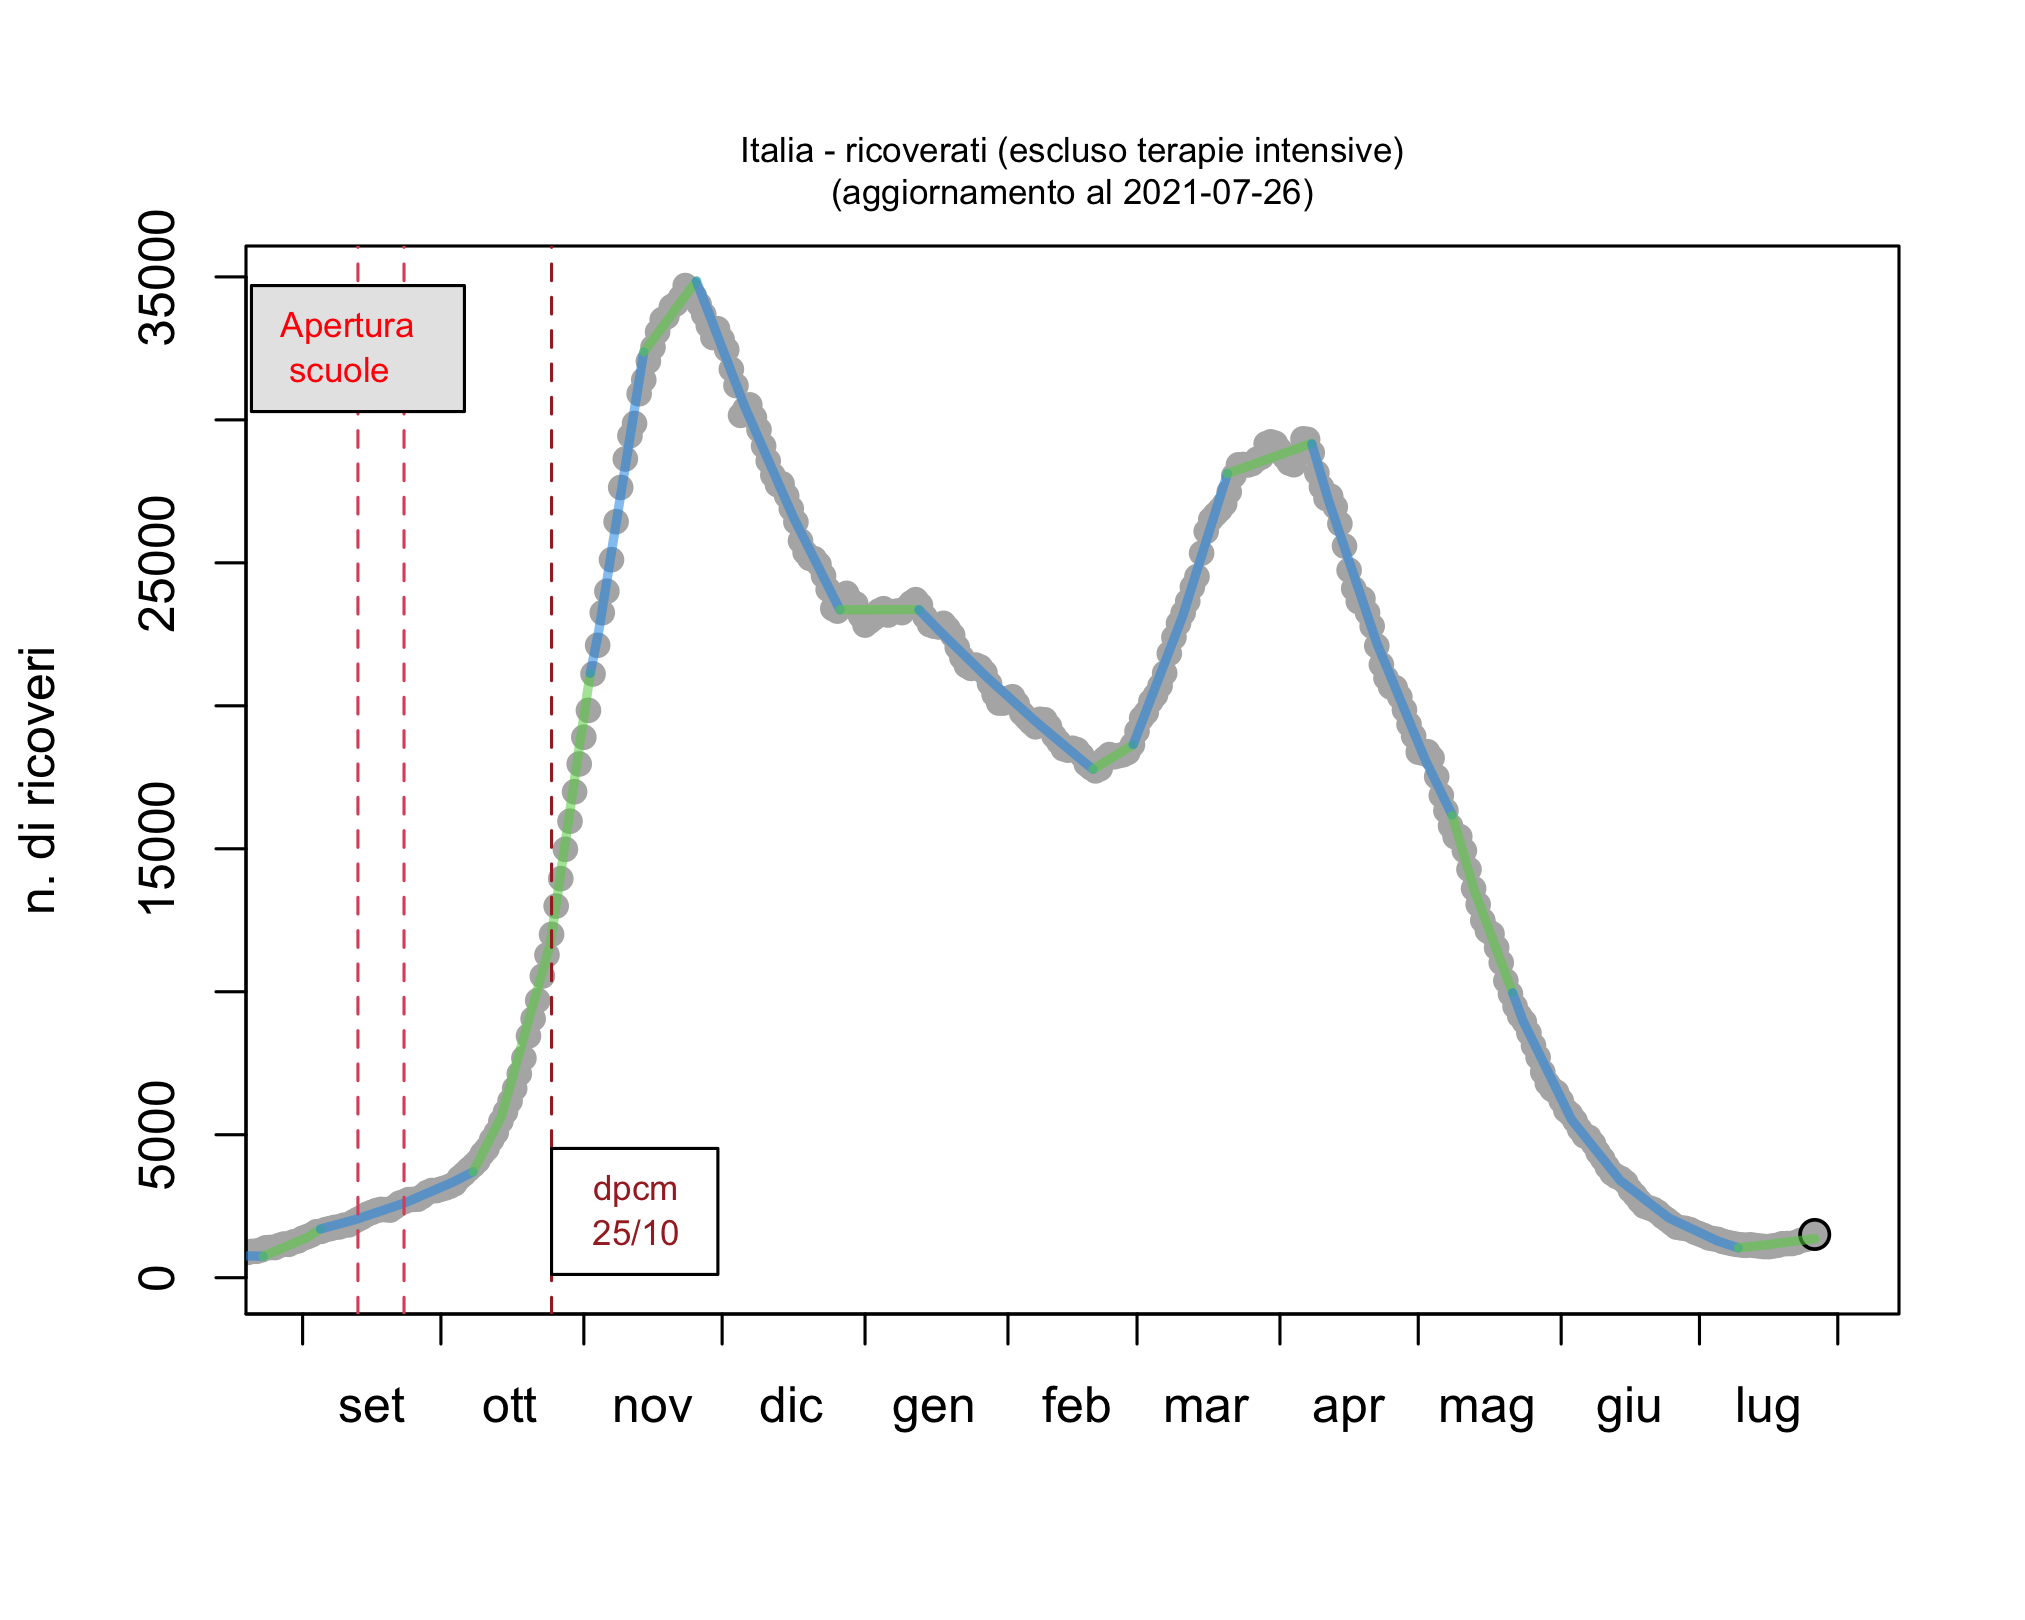 Italia - ricoverati (escluso terapie intensive)
(aggiornamento al 2021-07-26)
n. di ricoveri
35000
25000
15000
5000
0
Apertura
scuole
dpcm
25/10
set ott nov dic gen feb mar apr mag giu lug